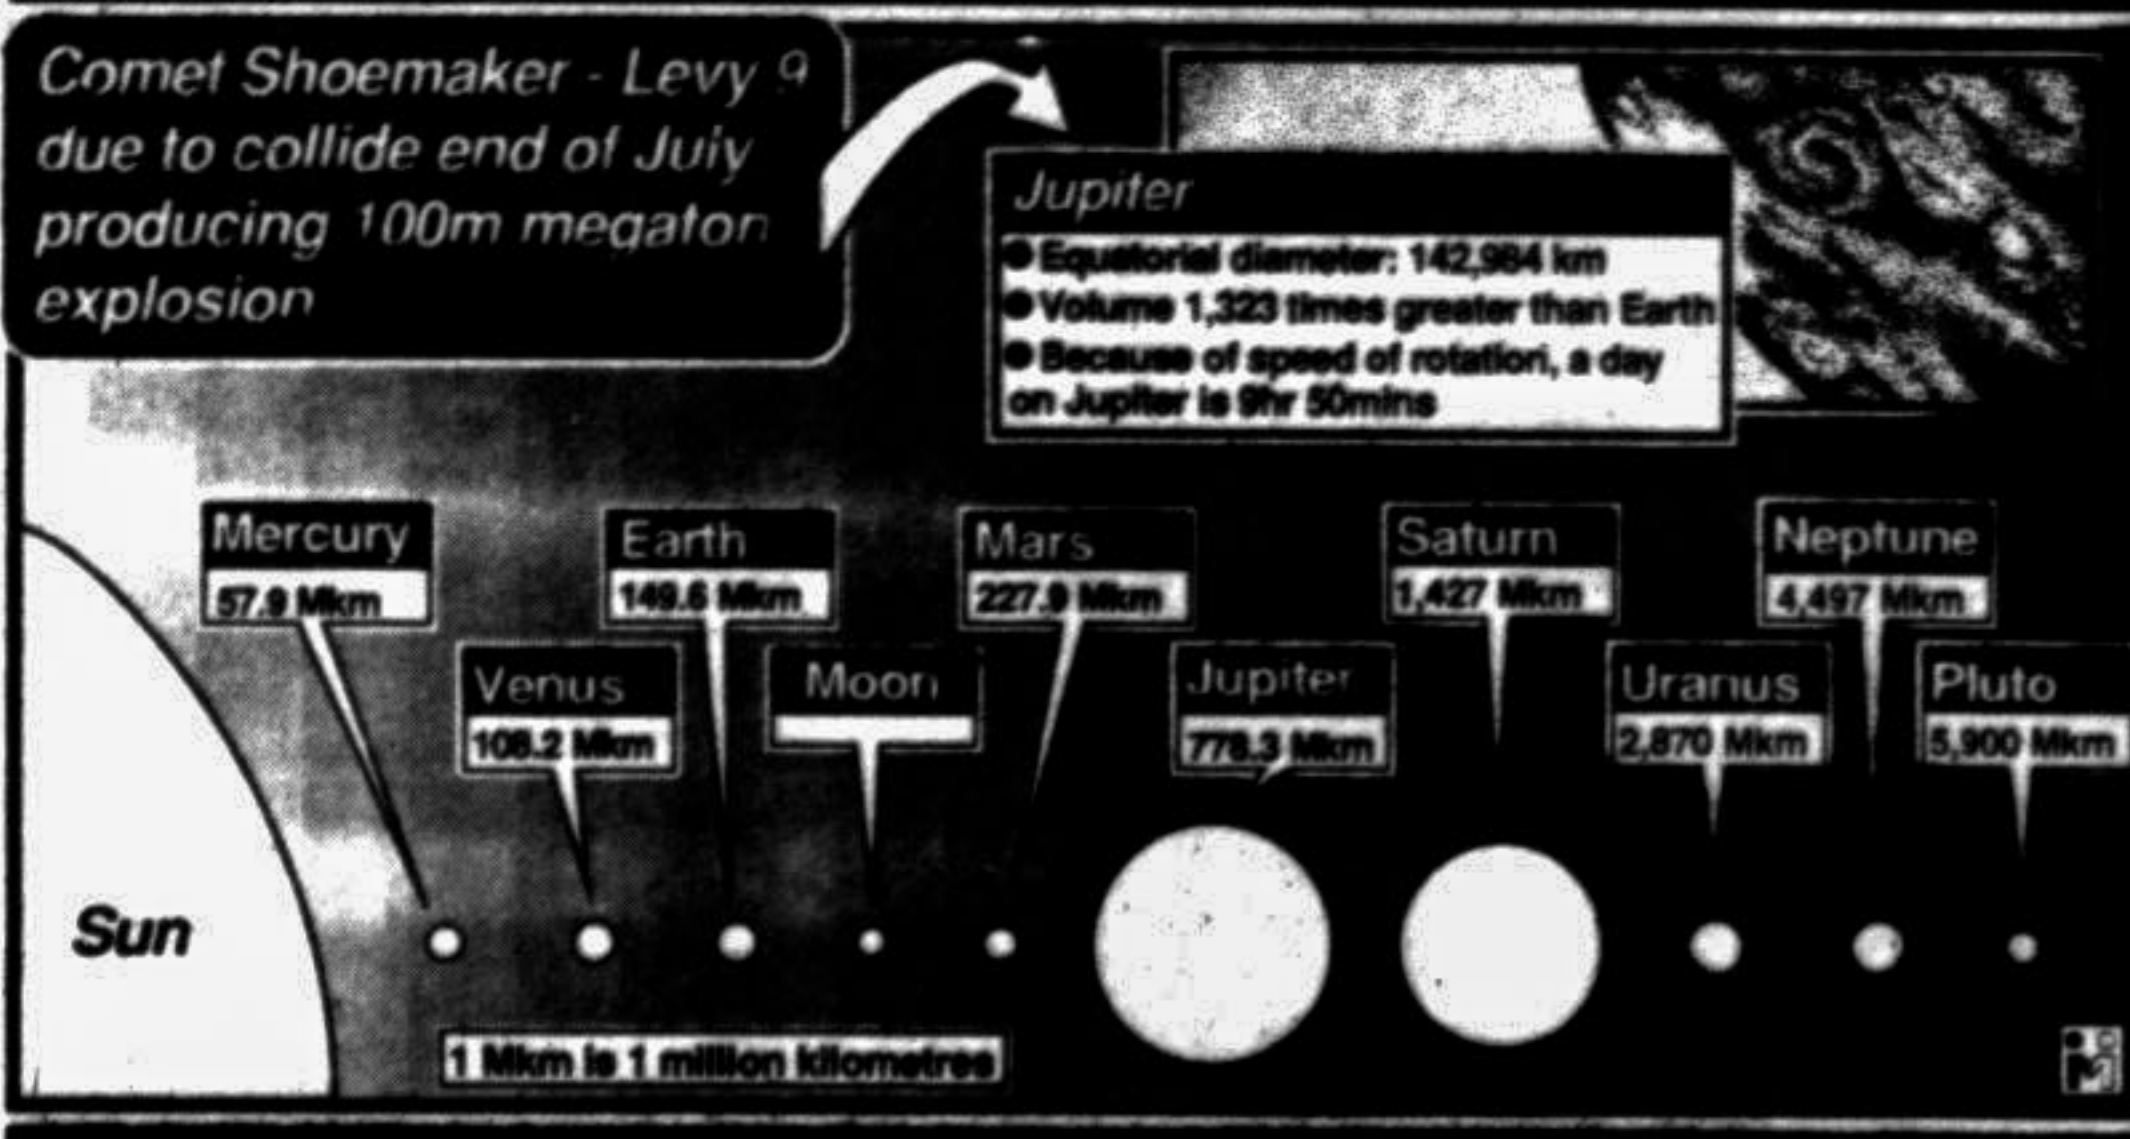 Comet Shoemaker - Levy 9
due to collide end of July
producing 100m megaton
explosion
Jupiter
● Equatorial diameter: 142,984 km
● Volume 1,323 times greater than Earth
● Because of speed of rotation, a day
on Jupiter is 9hr 50mins
Mercury
57.9 Mkm
Venus
108.2 Mkm
Earth
149.6 Mkm
Moon
Mars
227.9 Mkm
Jupiter
778.3 Mkm
Saturn
1,427 Mkm
Uranus
2,870 Mkm
Neptune
4,497 Mkm
Pluto
5,900 Mkm
Sun
1 Mkm is 1 million kilometres